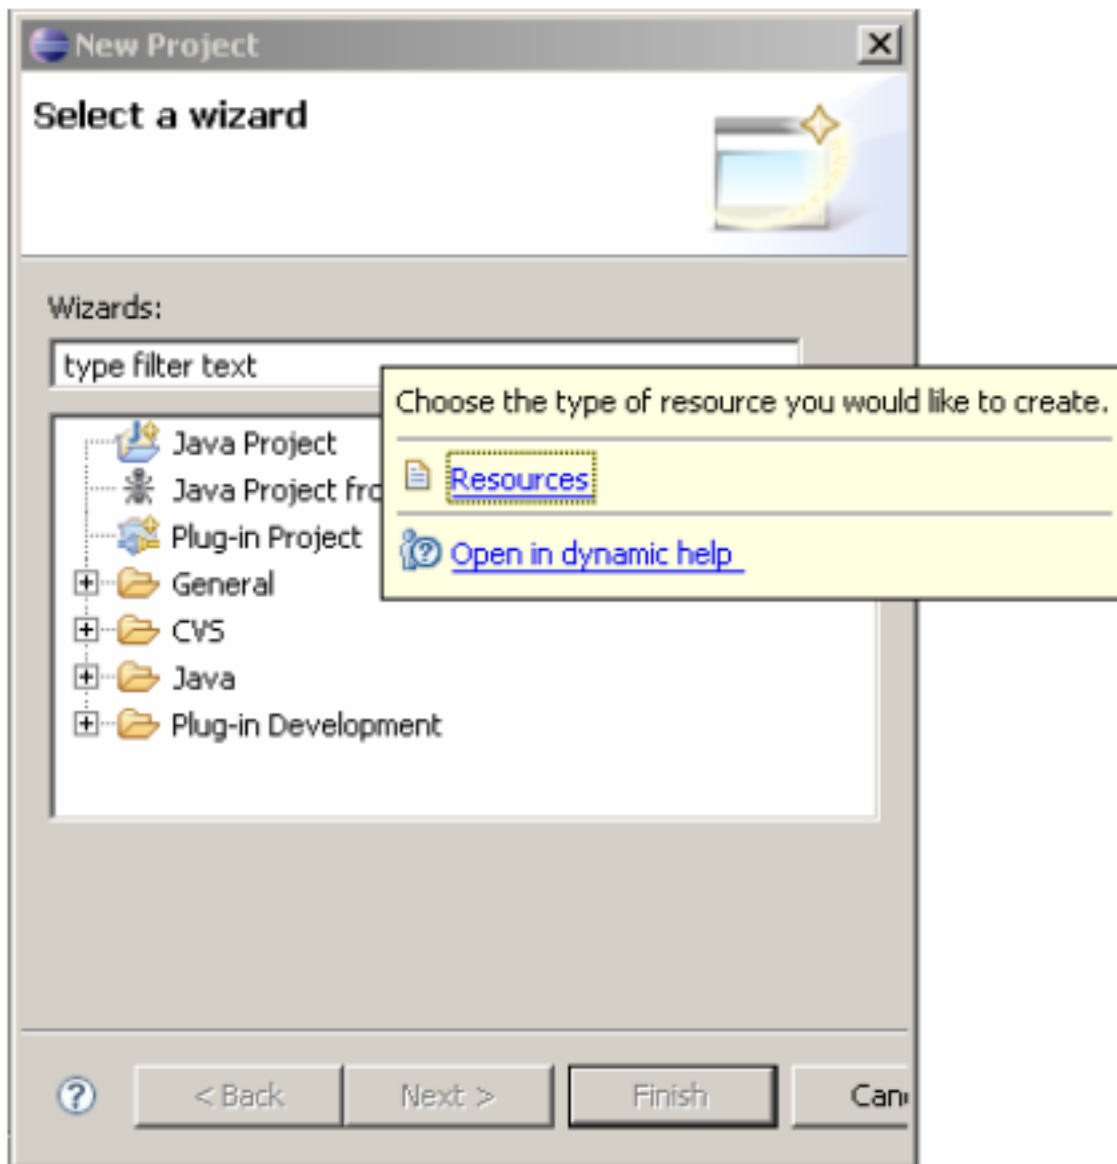 New Project
Select a wizard
Wizards:
type filter text
Choose the type of resource you would like to create.
Java Project
Resources
Java Project fro
Plug-in Project
Open in dynamic help
General
CVS
Java
Plug-in Development
< Back
Next >
Finish
Can